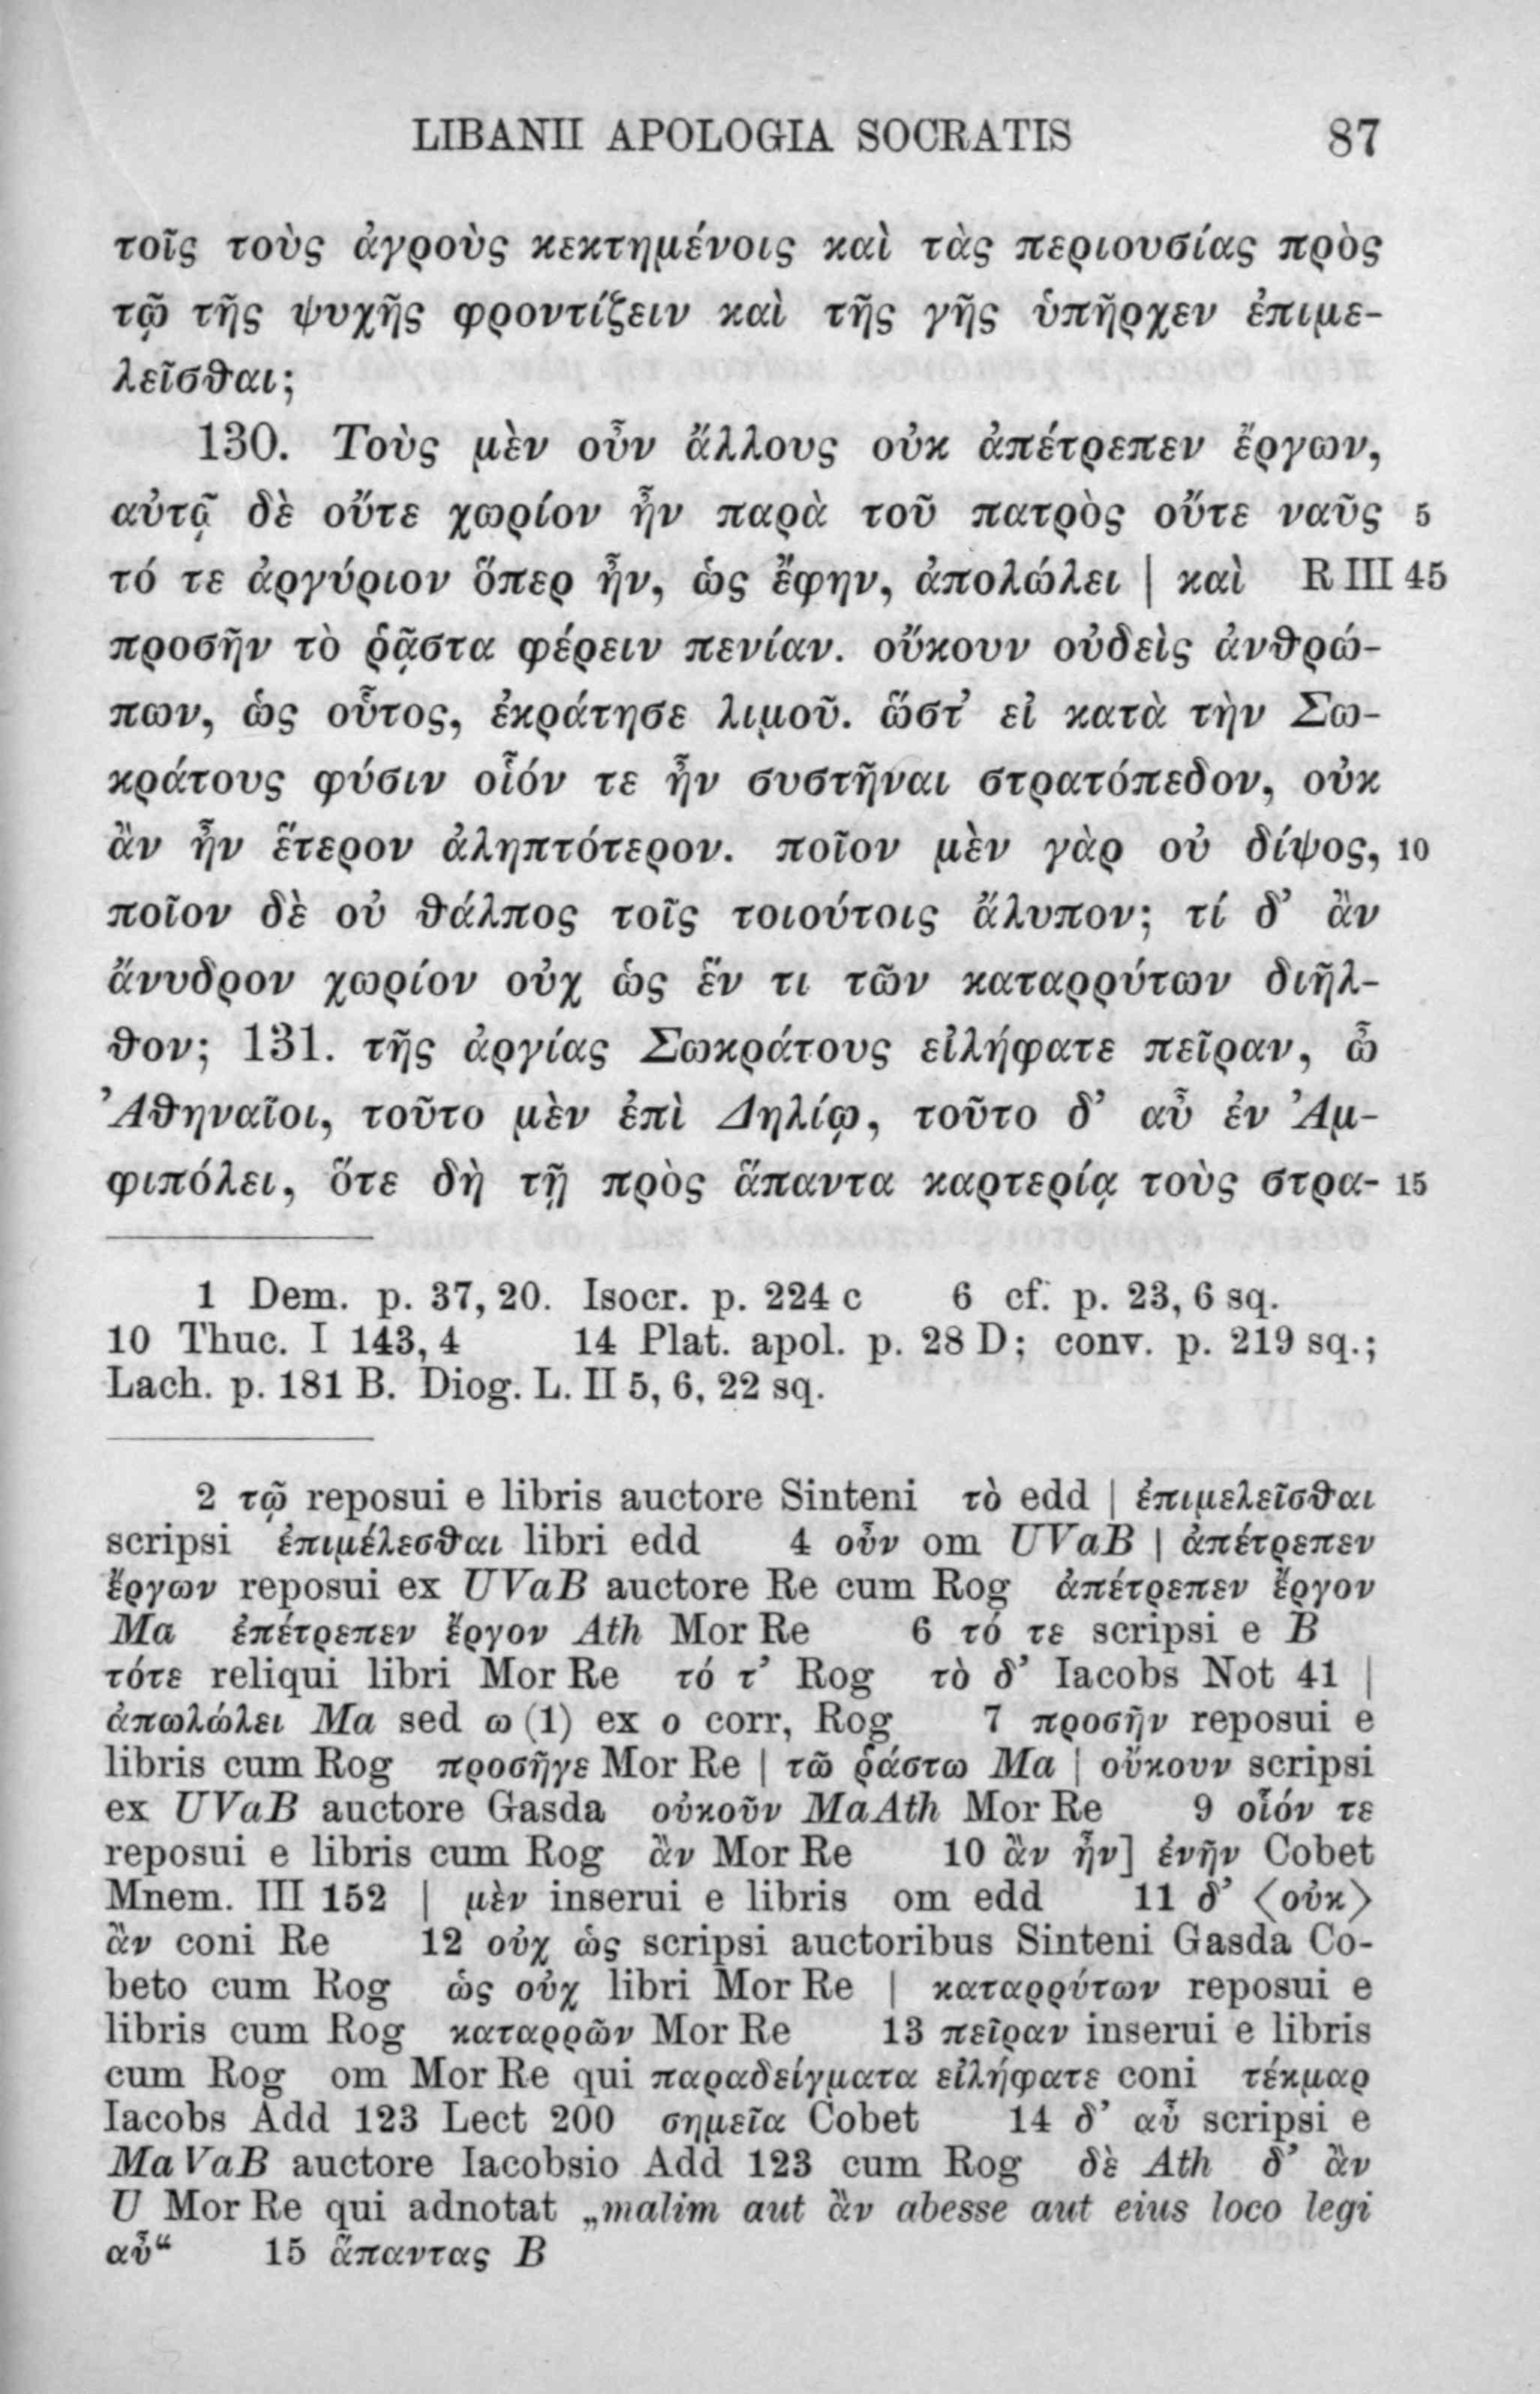 LIBANII APOLOGIA SOCRATIS 87
τοῖς τοὺς ἀγροὺς κεκτημένοις καὶ τὰς περιουσίας πρὸς
τῷ τῆς ψυχῆς φροντίζειν καὶ τῆς γῆς ὑπῆρχεν ἐπιμε-
λεῖσθαι;
130. Τοὺς μὲν οὖν ἄλλους οὐκ ἀπέτρεπεν ἔργων,
αὐτῷ δὲ οὔτε χωρίον ἦν παρὰ τοῦ πατρὸς οὔτε ναῦς 5
τό τε ἀργύριον ὅπερ ἦν, ὡς ἔφην, ἀπολώλει | καὶ R III 45
προσῆν τὸ ῥᾷστα φέρειν πενίαν. οὔκουν οὐδεὶς ἀνθρώ-
πων, ὡς οὗτος, ἐκράτησε λιμοῦ. ὥστ’ εἰ κατὰ τὴν Σω-
κράτους φύσιν οἷόν τε ἦν συστῆναι στρατόπεδον, οὐκ
ἂν ἦν ἕτερον ἀληπτότερον. ποῖον μὲν γὰρ οὐ δίψος, 10
ποῖον δὲ οὐ θάλπος τοῖς τοιούτοις ἄλυπον; τί δ’ ἂν
ἄνυδρον χωρίον οὐχ ὡς ἕν τι τῶν καταρρύτων διῆλ-
θον; 131. τῆς ἀργίας Σωκράτους εἰλήφατε πεῖραν, ὦ
Ἀθηναῖοι, τοῦτο μὲν ἐπὶ Δηλίῳ, τοῦτο δ’ αὖ ἐν Ἀμ-
φιπόλει, ὅτε δὴ τῇ πρὸς ἅπαντα καρτερίᾳ τοὺς στρα- 15
1 Dem. p. 37, 20. Isocr. p. 224 c 6 cf. p. 23, 6 sq.
10 Thuc. I 143, 4 14 Plat. apol. p. 28 D; conv. p. 219 sq.;
Lach. p. 181 B. Diog. L. II 5, 6, 22 sq.
2 τῷ reposui e libris auctore Sinteni τὸ edd | ἐπιμελεῖσθαι
scripsi ἐπιμέλεσθαι libri edd 4 οὖν om UVaB | ἀπέτρεπεν
ἔργων reposui ex UVaB auctore Re cum Rog ἀπέτρεπεν ἔργον
Ma ἐπέτρεπεν ἔργον Ath Mor Re 6 τό τε scripsi e B
τότε reliqui libri Mor Re τό τ’ Rog τὸ δ’ Iacobs Not 41 |
ἀπωλώλει Ma sed ω (1) ex ο corr, Rog 7 προσῆν reposui e
libris cum Rog προσῆγε Mor Re | τῶ ῥάστω Ma | οὔκουν scripsi
ex UVaB auctore Gasda οὐκοῦν MaAth Mor Re 9 οἷόν τε
reposui e libris cum Rog ἂν Mor Re 10 ἂν ἦν] ἐνῆν Cobet
Mnem. III 152 | μὲν inserui e libris om edd 11 δ’ ⟨οὐκ⟩
ἂν coni Re 12 οὐχ ὡς scripsi auctoribus Sinteni Gasda Co-
beto cum Rog ὡς οὐχ libri Mor Re | καταρρύτων reposui e
libris cum Rog καταρρῶν Mor Re 13 πεῖραν inserui e libris
cum Rog om Mor Re qui παραδείγματα εἰλήφατε coni τέκμαρ
Iacobs Add 123 Lect 200 σημεῖα Cobet 14 δ’ αὖ scripsi e
MaVaB auctore Iacobsio Add 123 cum Rog δὲ Ath δ’ ἂν
U Mor Re qui adnotat „malim aut ἂν abesse aut eius loco legi
αὖ“ 15 ἅπαντας B